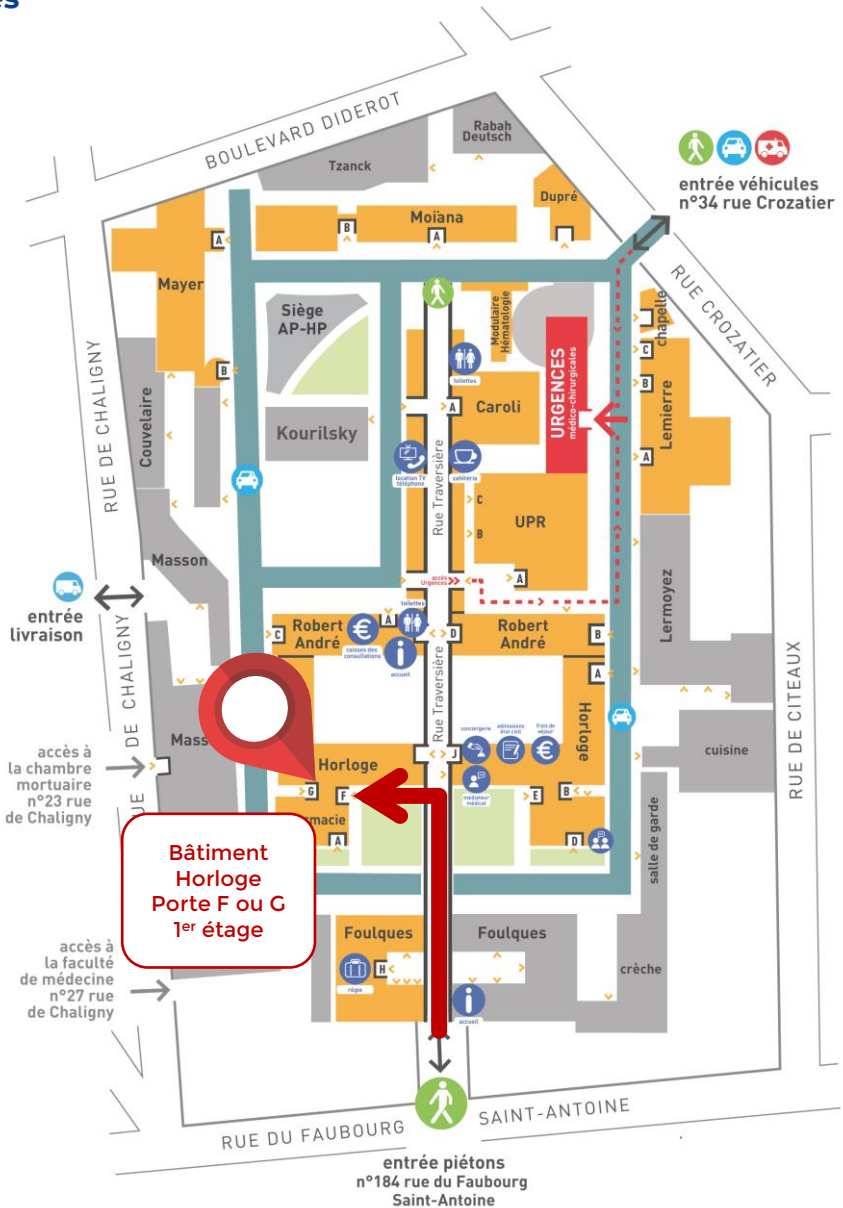 es
BOULEVARD DIDEROT
Rabah
Deutsch
Tzanck
entrée véhicules
n°34 rue Crozatier
Dupré
Moïana
B
A
A
Mayer
RUE CROZATIER
Siège
AP-HP
Modulaire
Hématologie
chapelle
C
B
Lemierre
A
URGENCES
médico-chirurgicales
toilettes
Caroli
A
B
RUE DE CHALIGNY
Couvelaire
Kourilsky
location TV
téléphone
Rue Traversière
cafétéria
C
B
UPR
A
Masson
accès
Urgences
Lermoyez
entrée
livraison
toilettes
C
Robert
André
caisses des
consultations
A
accueil
D
Robert
André
B
A
RUE DE CHALIGNY
RUE DE CITEAUX
Rue Traversière
Horloge
conciergerie
admissions
état civil
frais de
séjour
Mass
Horloge
J
cuisine
accès à
la chambre
mortuaire
n°23 rue
de Chaligny
G
F
médiateur
médical
E
B
rmacie
A
D
salle de garde
Bâtiment
Horloge
Porte F ou G
1er étage
Foulques
Foulques
H
régie
accueil
crèche
accès à
la faculté
de médecine
n°27 rue
de Chaligny
RUE DU FAUBOURG SAINT-ANTOINE
entrée piétons
n°184 rue du Faubourg
Saint-Antoine